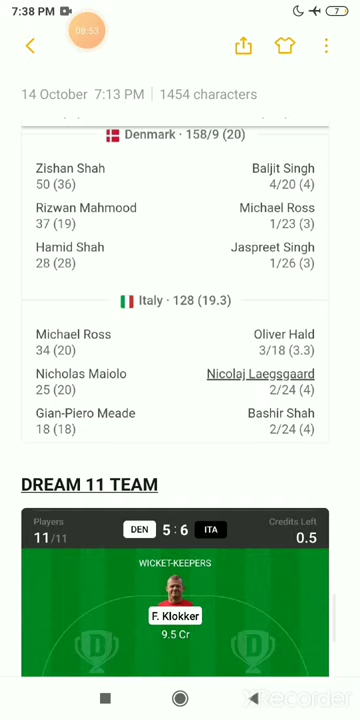 7:38 PM
7
09:53
14 October 7:13 PM | 1454 characters
Denmark · 158/9 (20)
Zishan Shah Baljit Singh
50 (36) 4/20 (4)
Rizwan Mahmood Michael Ross
37 (19) 1/23 (3)
Hamid Shah Jaspreet Singh
28 (28) 1/26 (3)
Italy · 128 (19.3)
Michael Ross Oliver Hald
34 (20) 3/18 (3.3)
Nicholas Maiolo Nicolaj Laegsgaard
25 (20) 2/24 (4)
Gian-Piero Meade Bashir Shah
18 (18) 2/24 (4)
DREAM 11 TEAM
Players Credits Left
11/11 DEN 5 : 6 ITA 0.5
WICKET-KEEPERS
F. Klokker
9.5 Cr
D
D
XRecorder